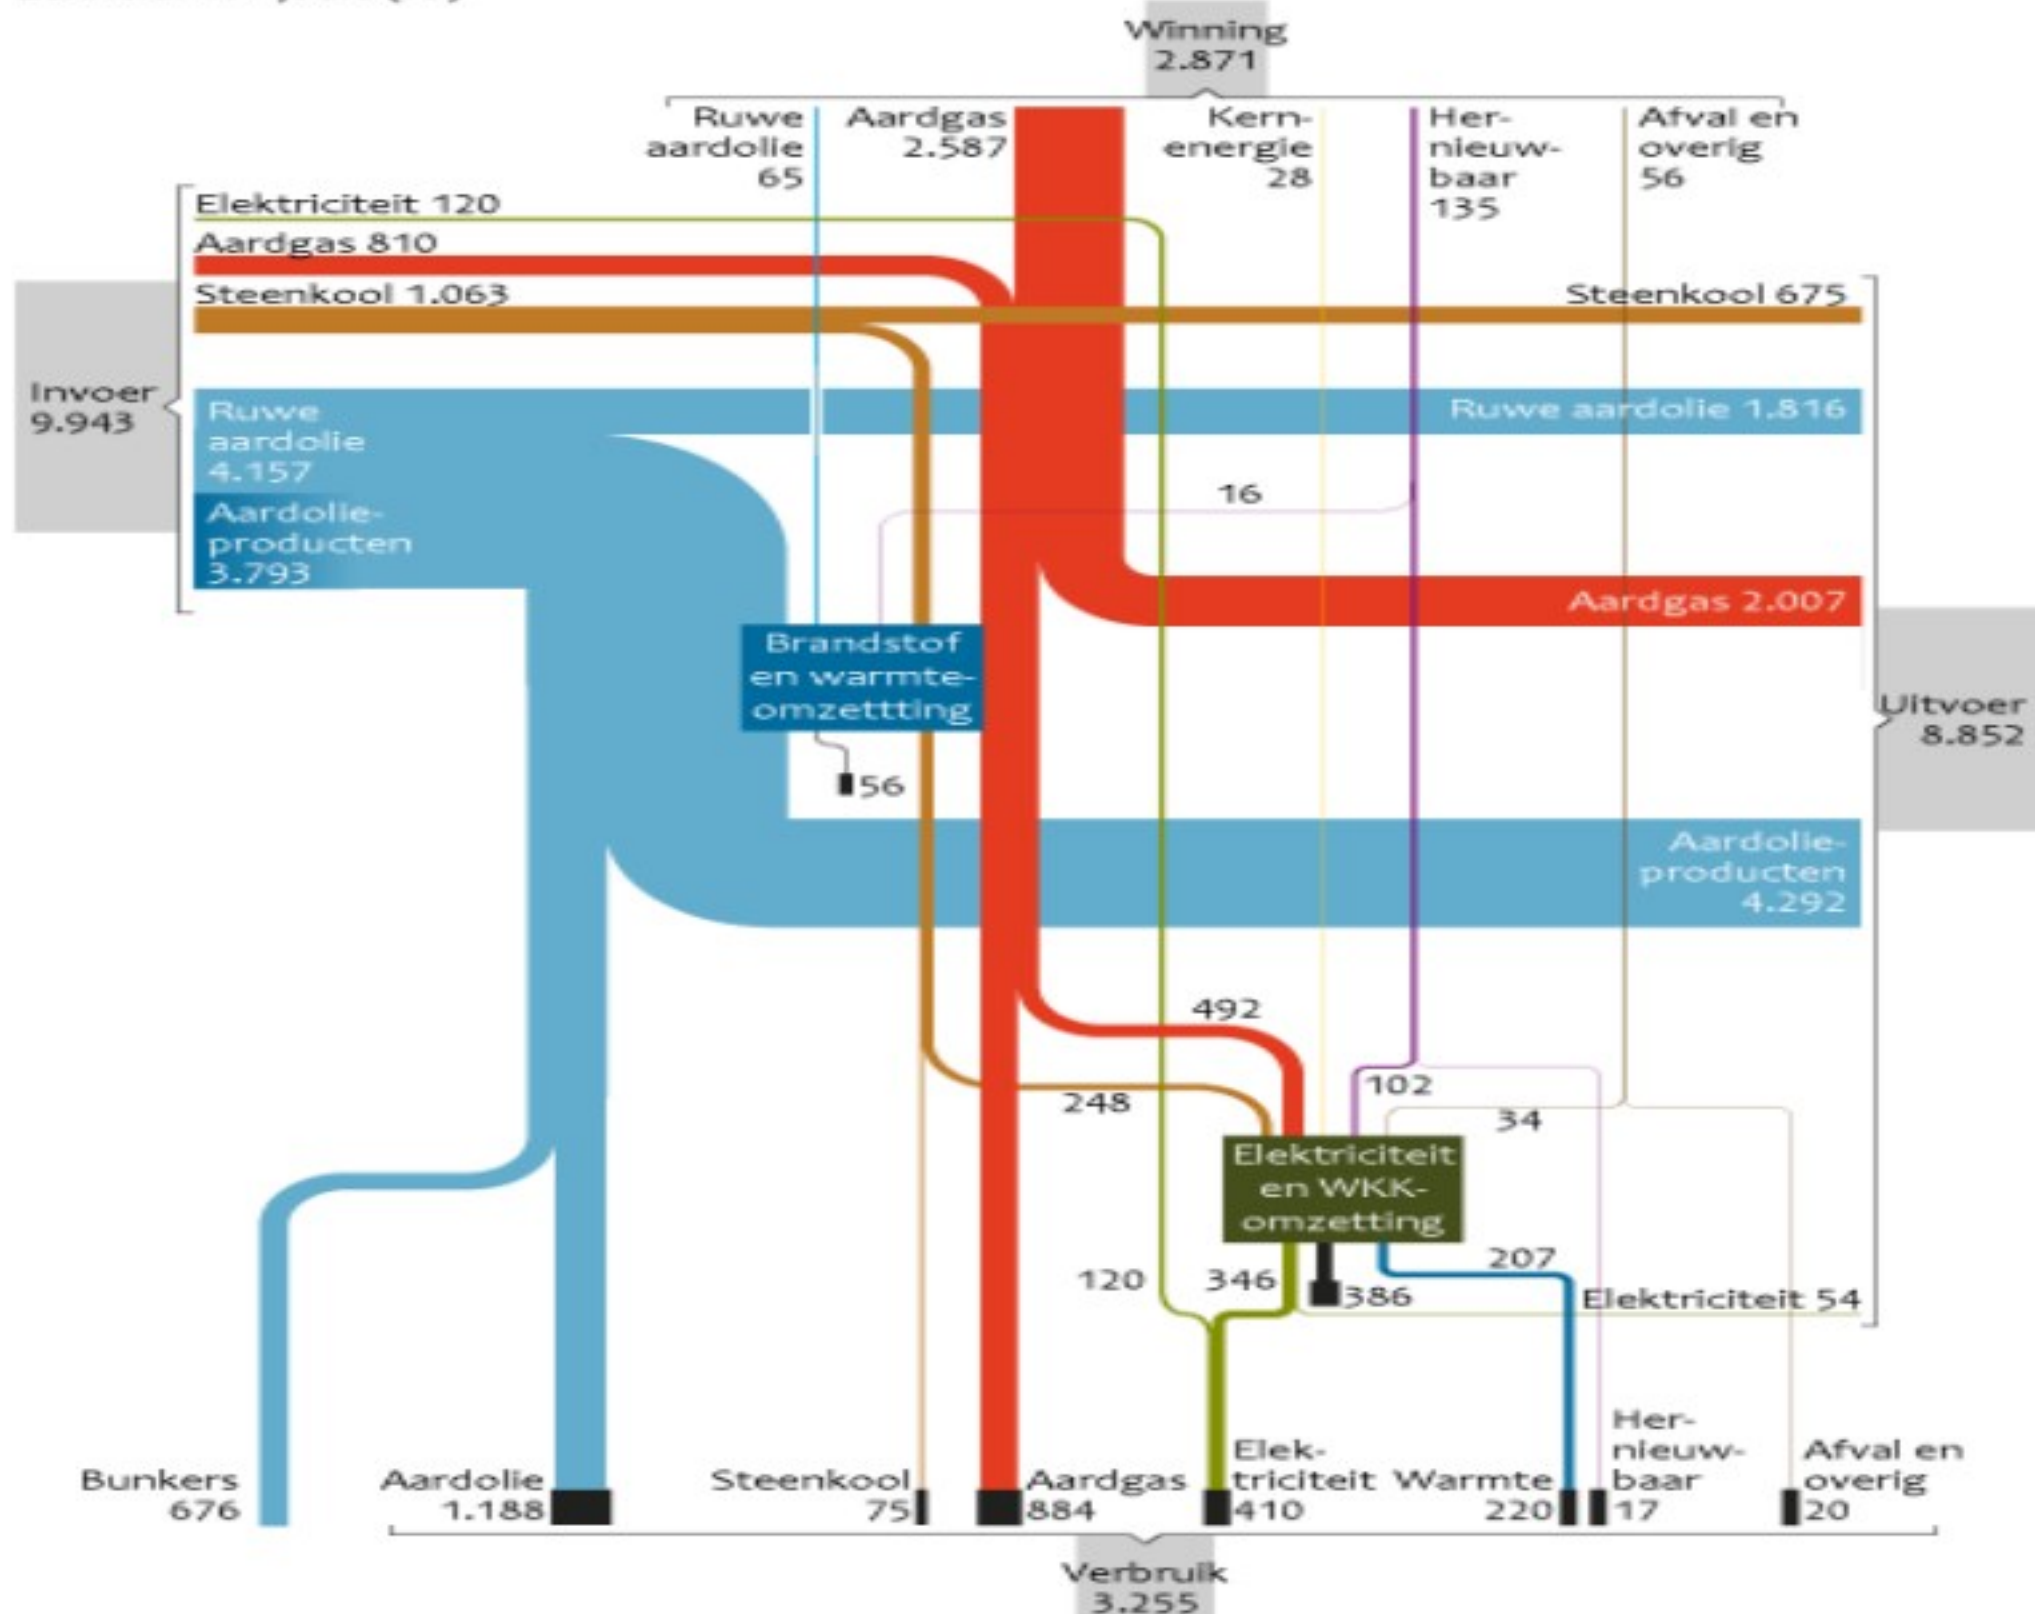 Winning
2.871
Ruwe
aardolie
65
Aardgas
2.587
Kern-
energie
28
Her-
nieuw-
baar
135
Afval en
overig
56
Elektriciteit 120
Aardgas 810
Steenkool 1.063
Steenkool 675
Invoer
9.943
Ruwe
aardolie
4.157
Ruwe aardolie 1.816
Aardolie-
producten
3.793
16
Aardgas 2.007
Brandstof
en warmte-
omzettting
Uitvoer
8.852
56
Aardolie-
producten
4.292
492
248
102
34
Elektriciteit
en WKK-
omzetting
120
346
386
207
Elektriciteit 54
Bunkers
676
Aardolie
1.188
Steenkool
75
Aardgas
884
Elek-
triciteit
410
Warmte
220
Her-
nieuw-
baar
17
Afval en
overig
20
Verbruik
3.255